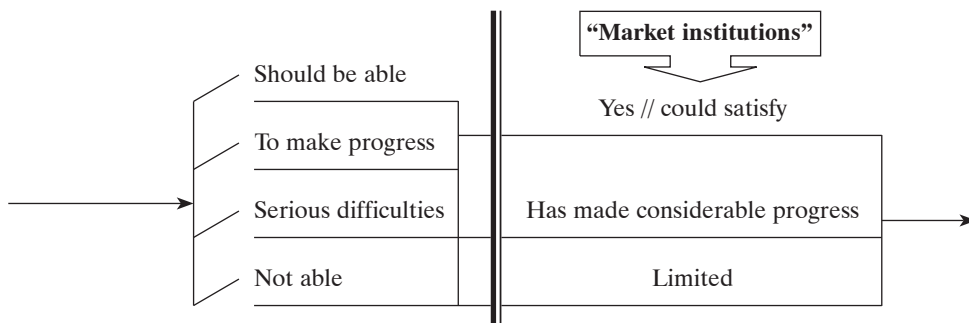 “Market institutions”
Should be able
Yes // could satisfy
To make progress
Serious difficulties
Has made considerable progress
Not able
Limited